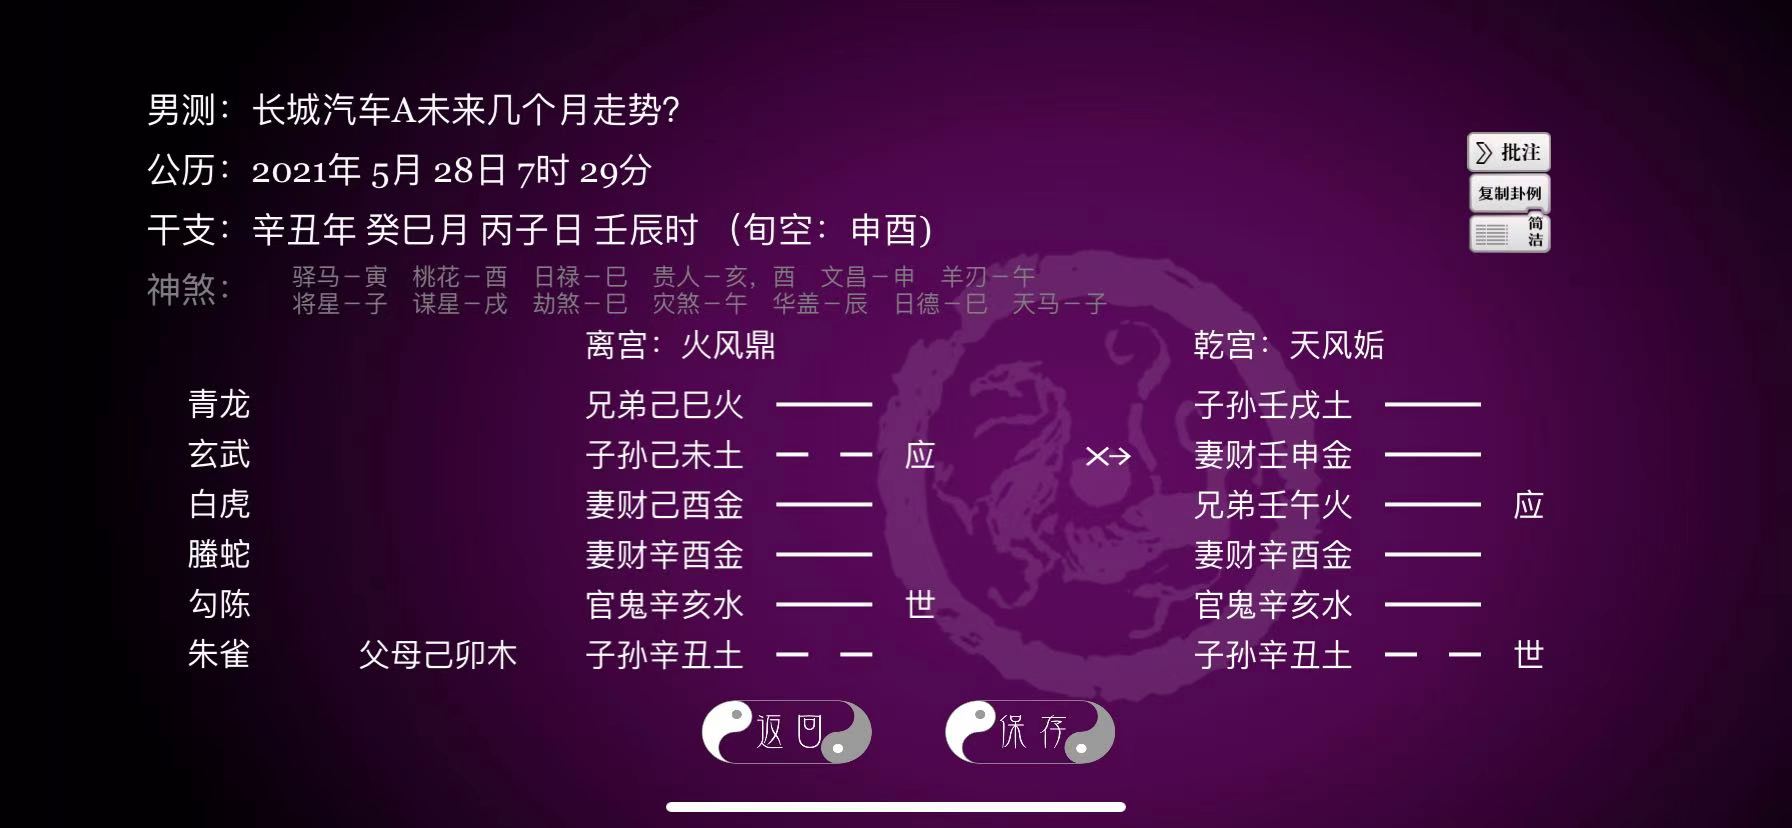 男测：长城汽车A未来几个月走势？
公历：2021年 5月 28日 7时 29分
干支：辛丑年 癸巳月 丙子日 壬辰时 （旬空：申酉）
神煞：
驿马－寅 桃花－酉 日禄－巳 贵人－亥，酉 文昌－申 羊刃－午
将星－子 谋星－戌 劫煞－巳 灾煞－午 华盖－辰 日德－巳 天马－子
批注
复制卦例
简洁
离宫：火风鼎 乾宫：天风姤
青龙 兄弟己巳火 子孙壬戌土
玄武 子孙己未土 应 ×→ 妻财壬申金
白虎 妻财己酉金 兄弟壬午火 应
螣蛇 妻财辛酉金 妻财辛酉金
勾陈 官鬼辛亥水 世 官鬼辛亥水
朱雀 父母己卯木 子孙辛丑土 子孙辛丑土 世
返回 保存